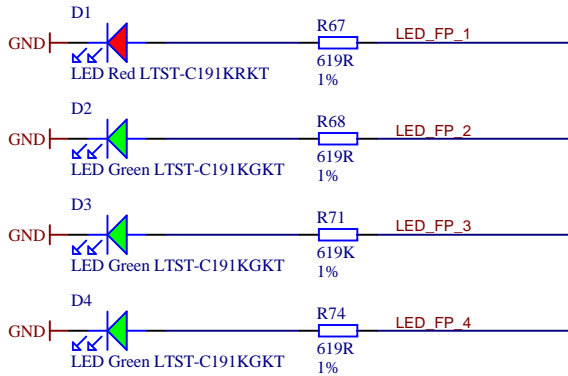 D1
GND
LED Red LTST-C191KRKT
R67
619R
1%
LED_FP_1
D2
GND
LED Green LTST-C191KGKT
R68
619R
1%
LED_FP_2
D3
GND
LED Green LTST-C191KGKT
R71
619K
1%
LED_FP_3
D4
GND
LED Green LTST-C191KGKT
R74
619R
1%
LED_FP_4